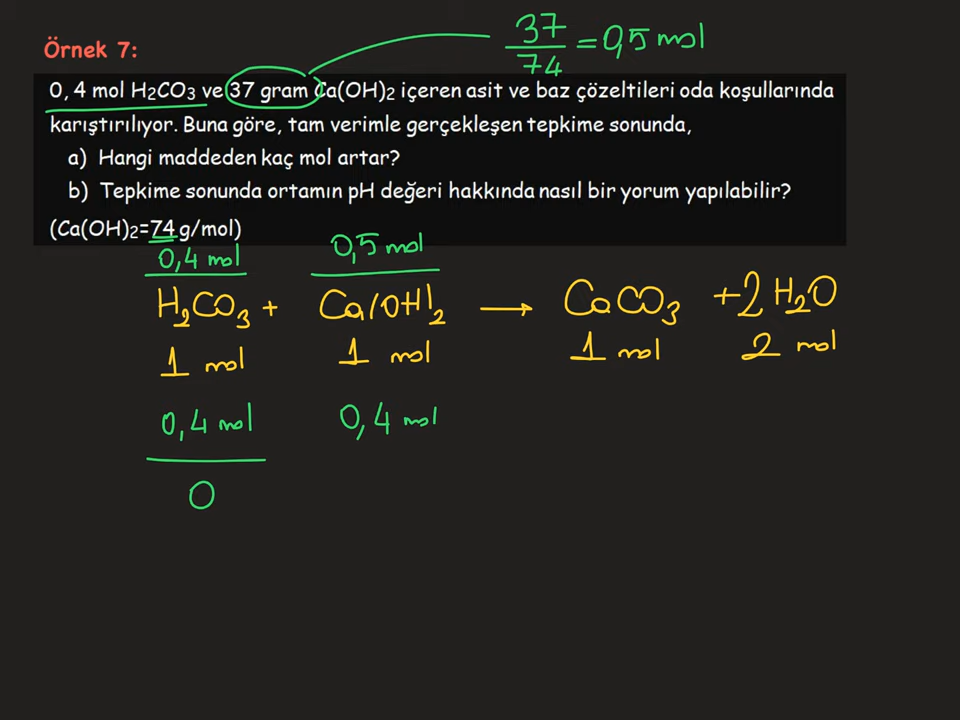 37
Örnek 7:
74
= 0,5 mol
0, 4 mol H₂CO₃ ve 37 gram Ca(OH)₂ içeren asit ve baz çözeltileri oda koşullarında
karıştırılıyor. Buna göre, tam verimle gerçekleşen tepkime sonunda,
a) Hangi maddeden kaç mol artar?
b) Tepkime sonunda ortamın pH değeri hakkında nasıl bir yorum yapılabilir?
(Ca(OH)₂=74 g/mol)
0,4 mol 0,5 mol
H₂CO₃ + Ca(OH)₂ → CaCO₃ + 2H₂O
1 mol 1 mol 1 mol 2 mol
0,4 mol 0,4 mol
0